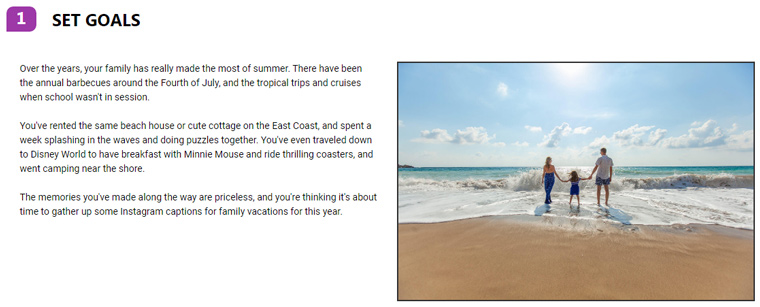 1 SET GOALS
Over the years, your family has really made the most of summer. There have been
the annual barbecues around the Fourth of July, and the tropical trips and cruises
when school wasn't in session.
You've rented the same beach house or cute cottage on the East Coast, and spent a
week splashing in the waves and doing puzzles together. You've even traveled down
to Disney World to have breakfast with Minnie Mouse and ride thrilling coasters, and
went camping near the shore.
The memories you've made along the way are priceless, and you're thinking it's about
time to gather up some Instagram captions for family vacations for this year.